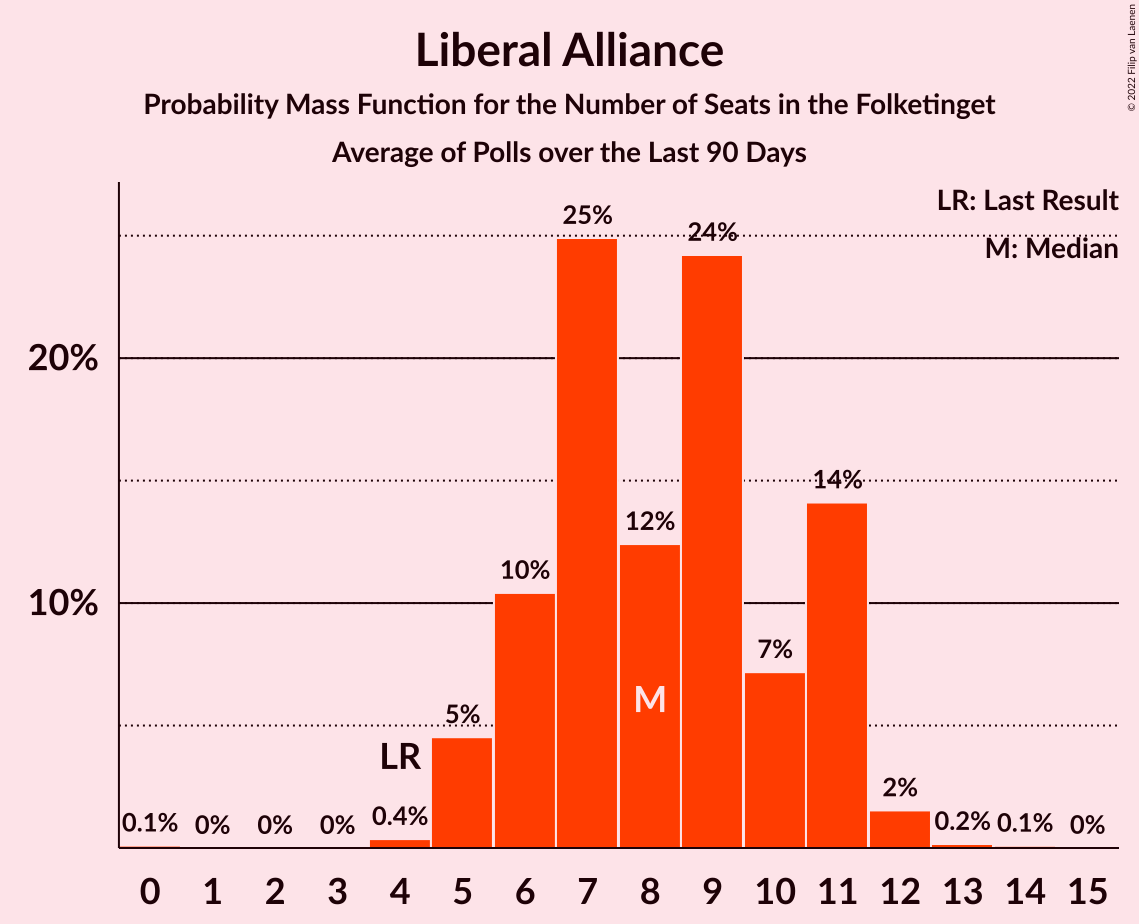 © 2022 Filip van Laenen
Liberal Alliance
Probability Mass Function for the Number of Seats in the Folketinget
Average of Polls over the Last 90 Days
LR: Last Result
M: Median
25%
24%
20%
14%
12%
10%
10%
7%
M
5%
LR
2%
0.1% 0% 0% 0% 0.4% 0.2% 0.1% 0%
0 1 2 3 4 5 6 7 8 9 10 11 12 13 14 15